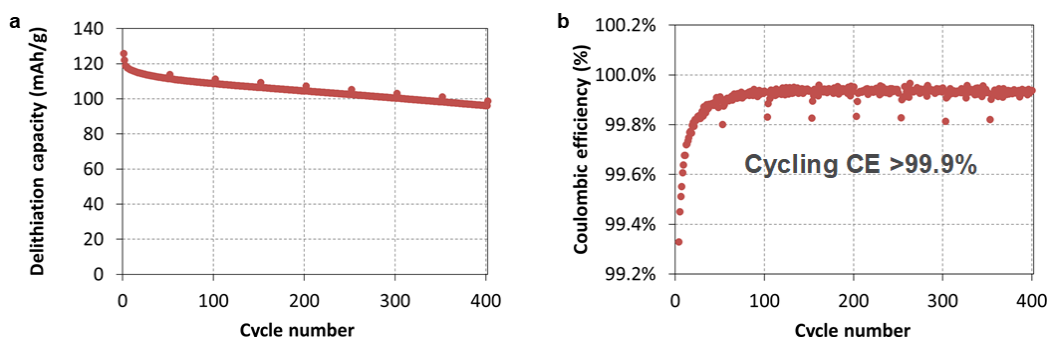 a
Delithiation capacity (mAh/g)
140
120
100
80
60
40
20
0
0 100 200 300 400
Cycle number
b
Coulombic efficiency (%)
100.2%
100.0%
99.8%
99.6%
99.4%
99.2%
Cycling CE >99.9%
0 100 200 300 400
Cycle number